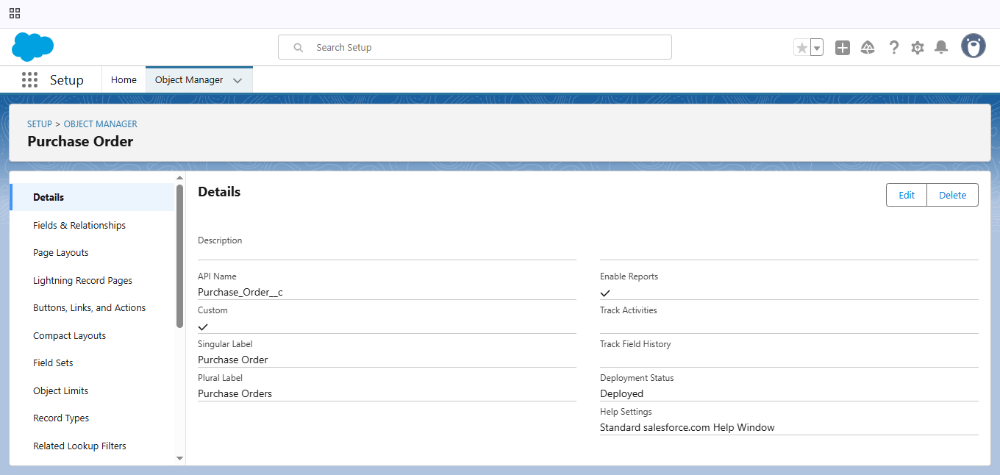 Search Setup
Setup
Home
Object Manager
SETUP > OBJECT MANAGER
Purchase Order
Details
Fields & Relationships
Page Layouts
Lightning Record Pages
Buttons, Links, and Actions
Compact Layouts
Field Sets
Object Limits
Record Types
Related Lookup Filters
Details
Edit
Delete
Description
API Name
Purchase_Order__c
Custom
Singular Label
Purchase Order
Plural Label
Purchase Orders
Enable Reports
Track Activities
Track Field History
Deployment Status
Deployed
Help Settings
Standard salesforce.com Help Window